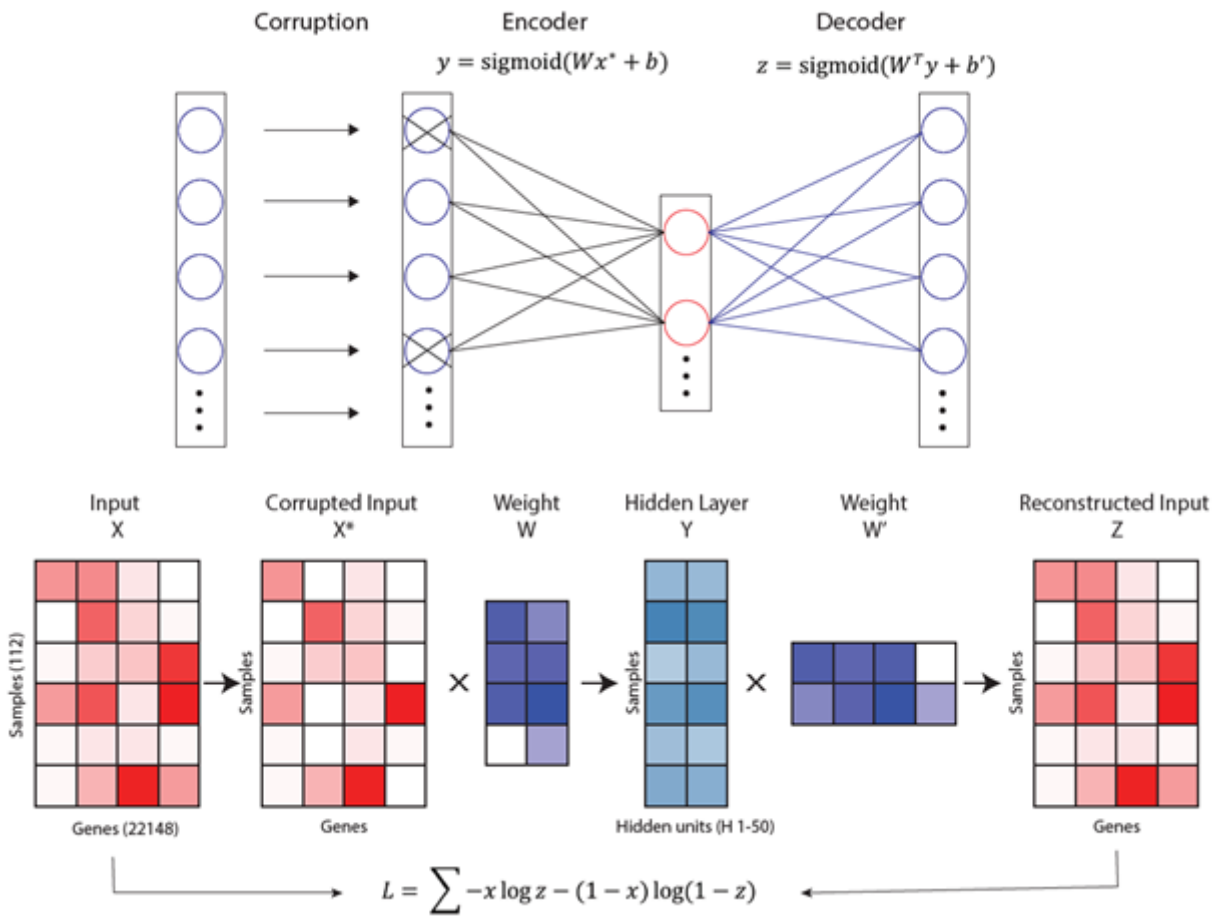 Corruption
Encoder
Decoder
y = sigmoid(Wx* + b)
z = sigmoid(Wᵀy + b′)
Input
X
Corrupted Input
X*
Weight
W
Hidden Layer
Y
Weight
W'
Reconstructed Input
Z
Samples (112)
Samples
×
Samples
×
Samples
Genes (22148)
Genes
Hidden units (H 1-50)
Genes
L = ∑ −x log z − (1 − x) log(1 − z)